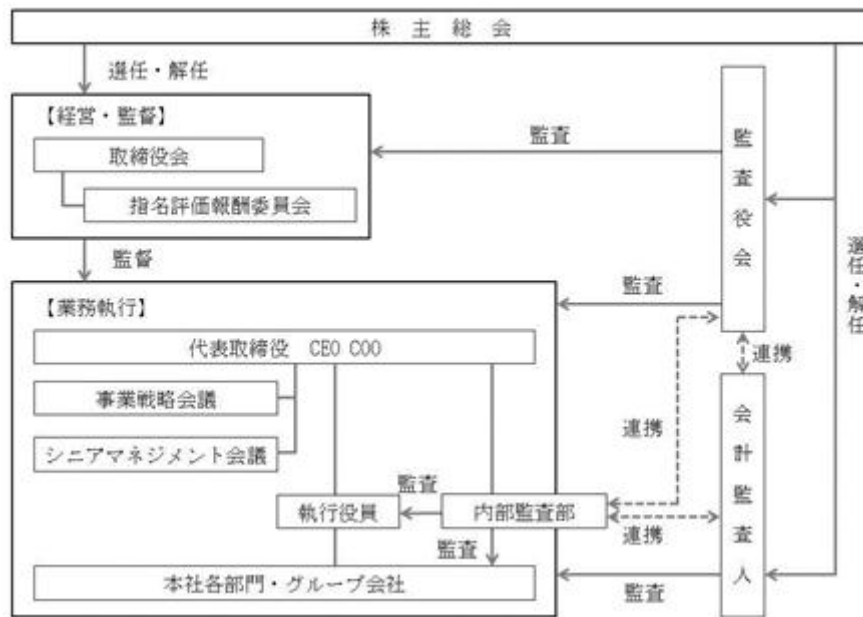 株主総会
選任・解任
【経営・監督】
取締役会
指名評価報酬委員会
監査
監査役会
選任・解任
監督
監査
【業務執行】
代表取締役 CEO COO
事業戦略会議
シニアマネジメント会議
連携
連携
会計監査人
執行役員
監査
内部監査部
連携
監査
本社各部門・グループ会社
監査